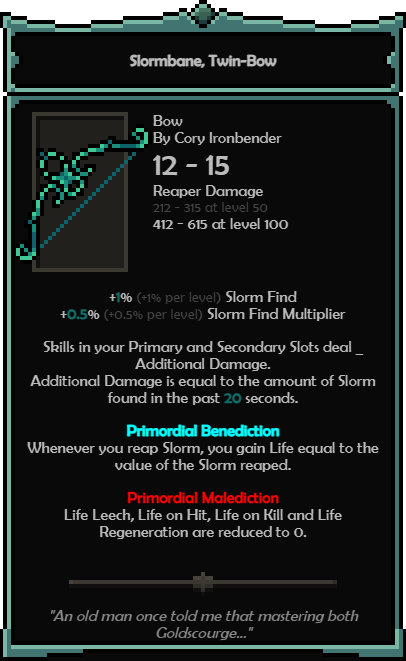 Slormbane, Twin-Bow
Bow
By Cory Ironbender
12 - 15
Reaper Damage
212 - 315 at level 50
412 - 615 at level 100
+1% (+1% per level) Slorm Find
+0.5% (+0.5% per level) Slorm Find Multiplier
Skills in your Primary and Secondary Slots deal _
Additional Damage.
Additional Damage is equal to the amount of Slorm
found in the past 20 seconds.
Primordial Benediction
Whenever you reap Slorm, you gain Life equal to the
value of the Slorm reaped.
Primordial Malediction
Life Leech, Life on Hit, Life on Kill and Life
Regeneration are reduced to 0.
"An old man once told me that mastering both
Goldscourge..."